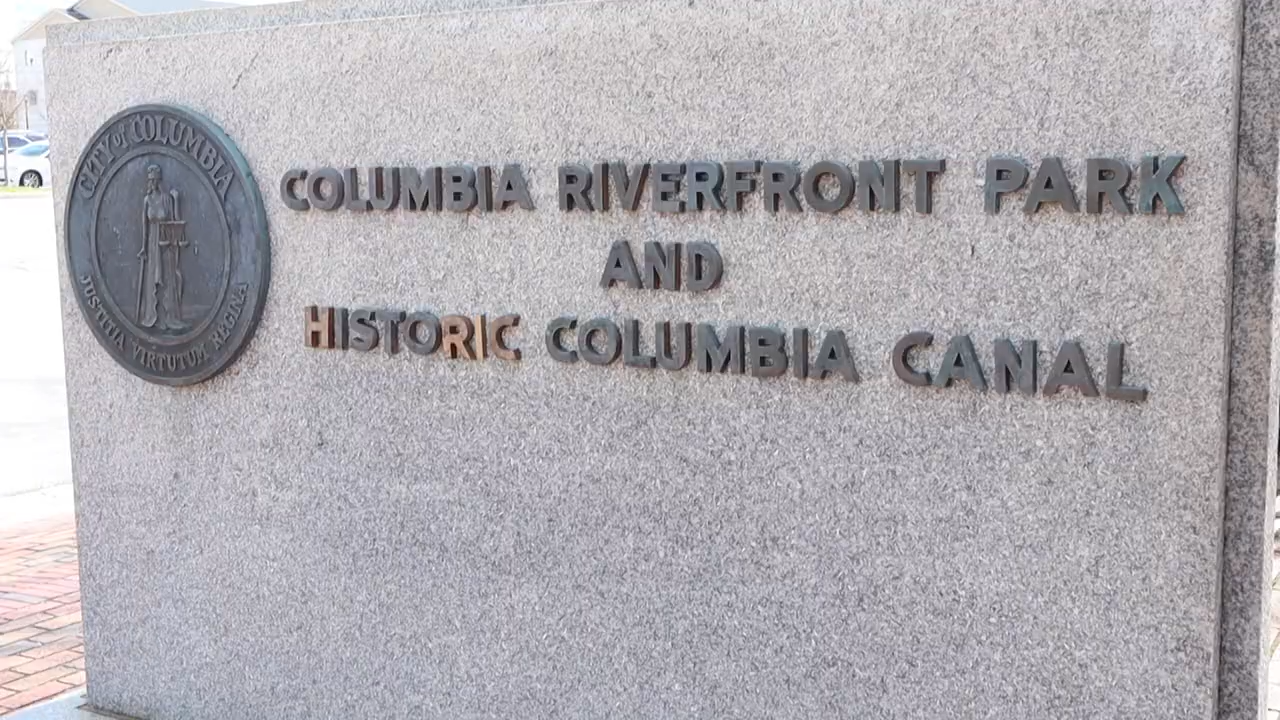 CITY of COLUMBIA
JUSTITIA VIRTUTUM REGINA
COLUMBIA RIVERFRONT PARK
AND
HISTORIC COLUMBIA CANAL